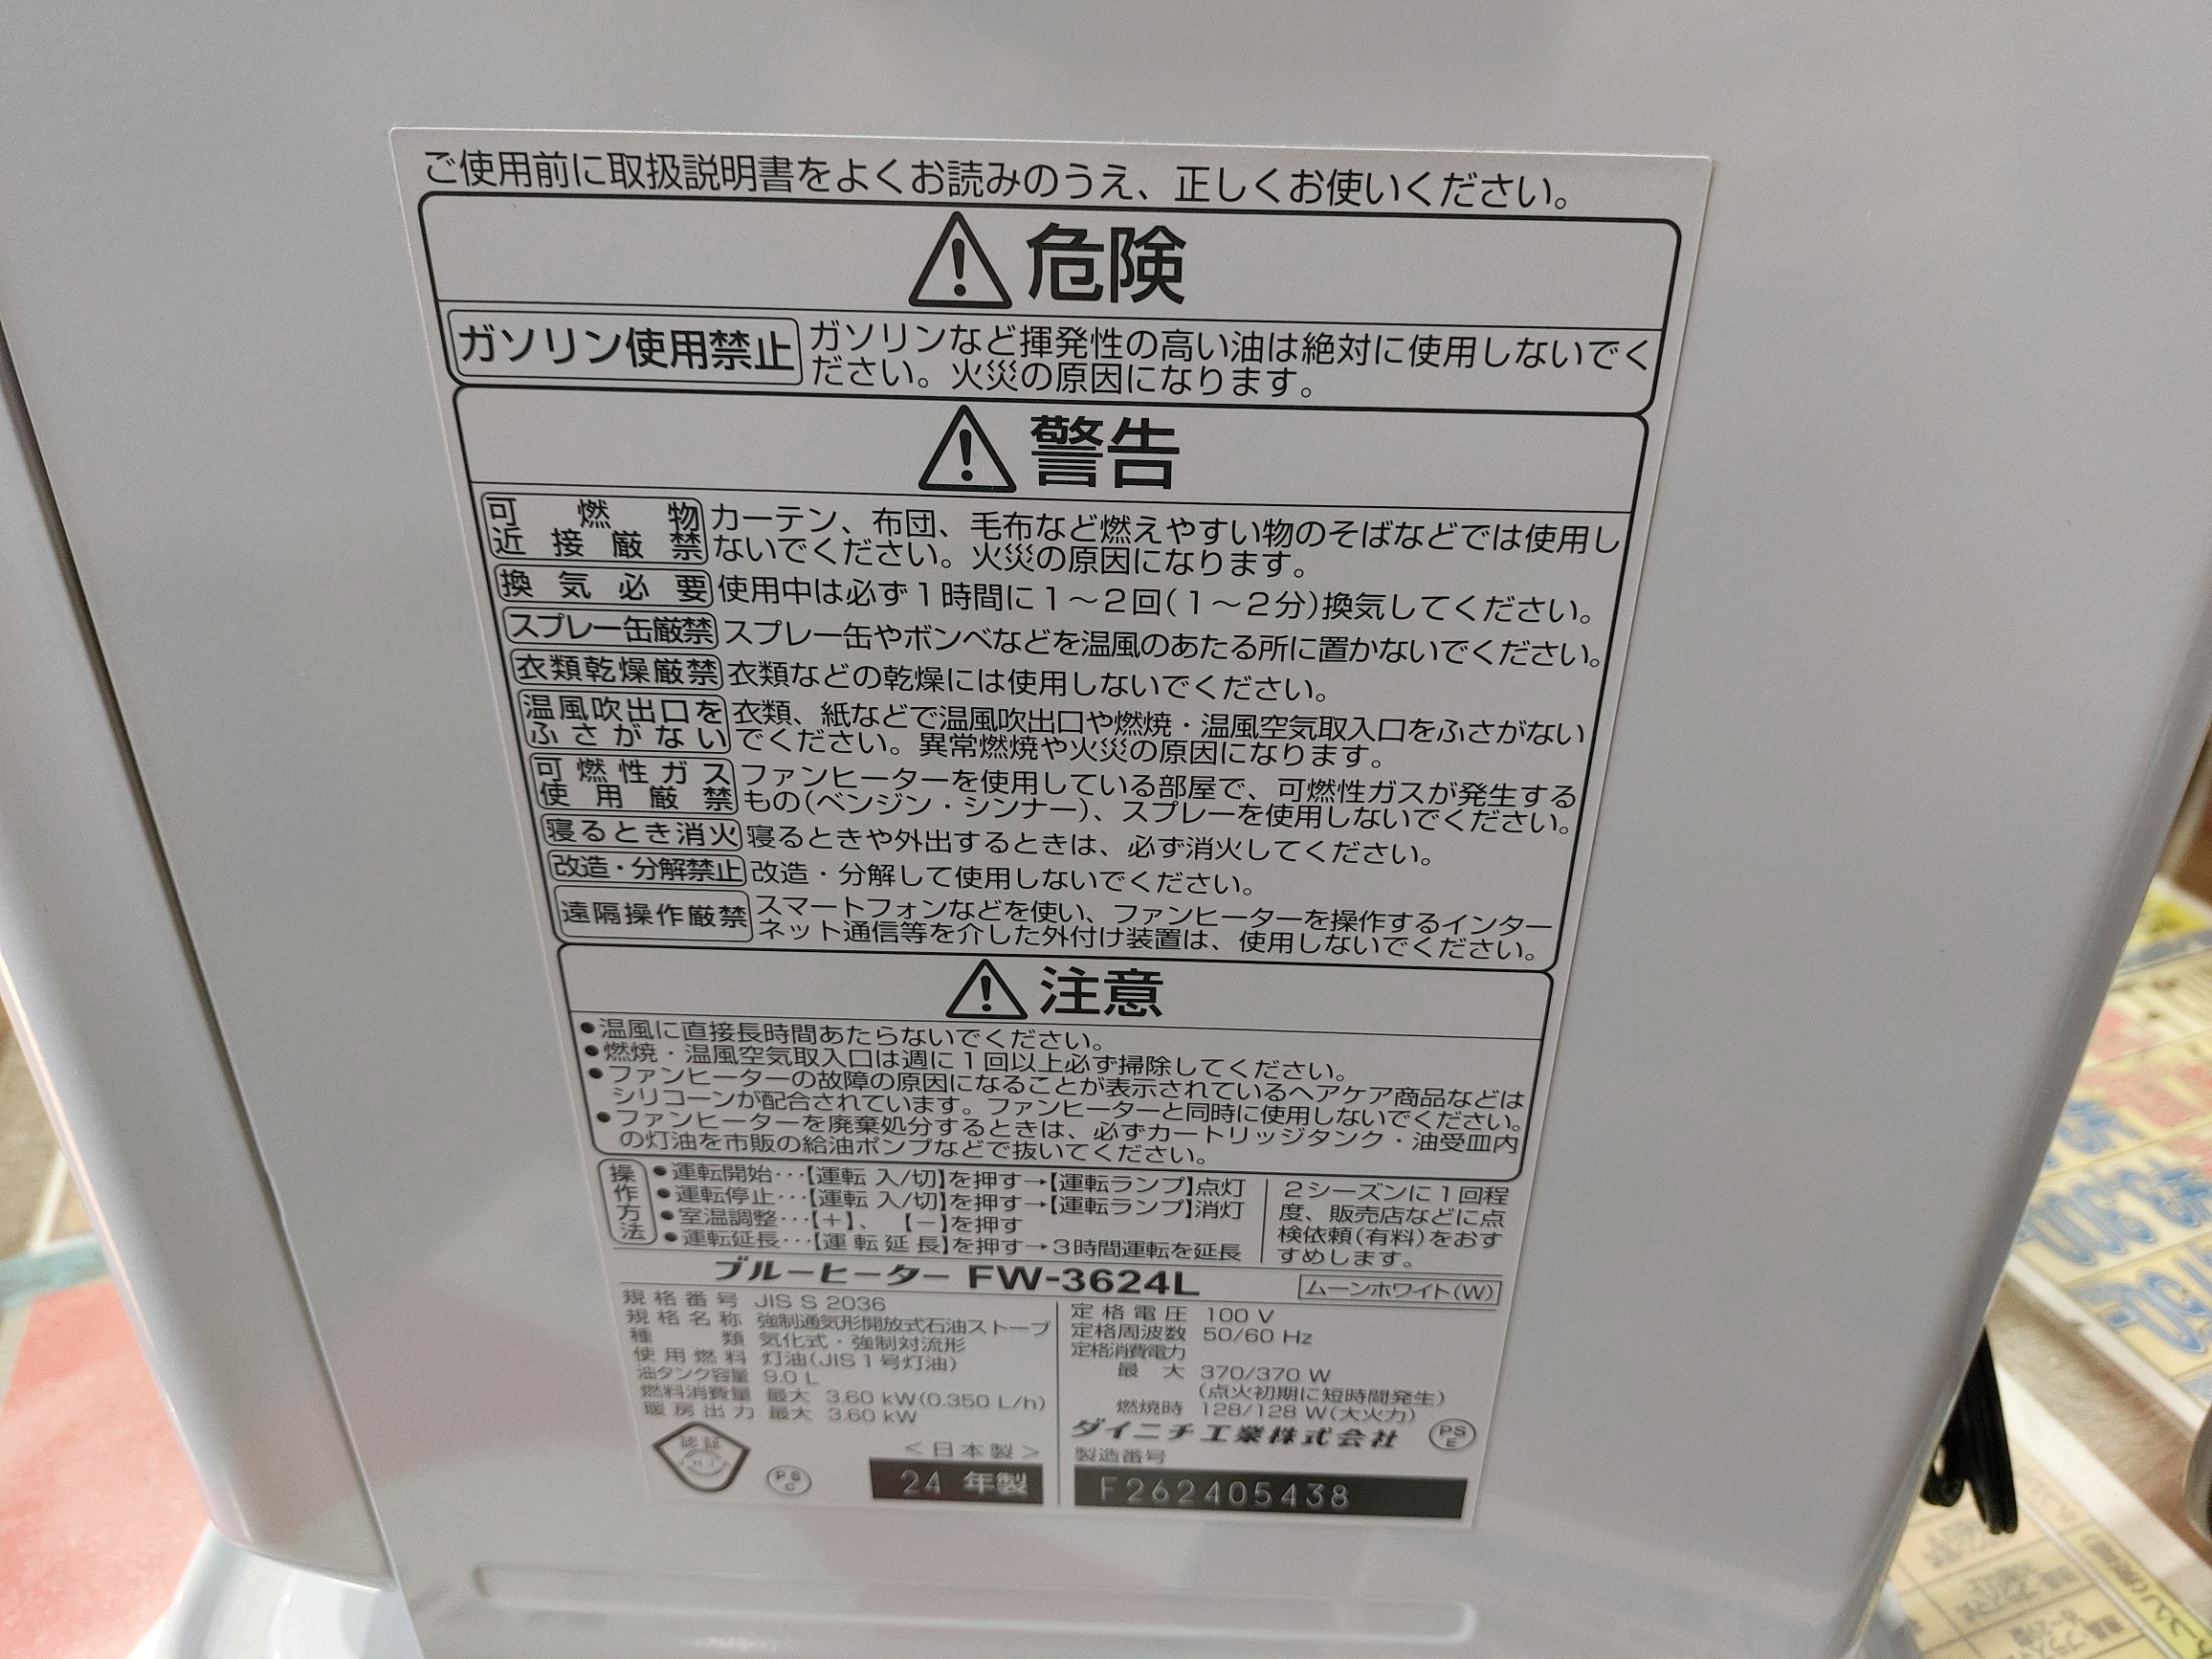 ご使用前に取扱説明書をよくお読みのうえ、正しくお使いください。
危険
ガソリン使用禁止
ガソリンなど揮発性の高い油は絶対に使用しないでく
ださい。火災の原因になります。
警告
可燃物
近接厳禁
カーテン、布団、毛布など燃えやすい物のそばなどでは使用し
ないでください。火災の原因になります。
換気必要
使用中は必ず1時間に1～2回(1～2分)換気してください。
スプレー缶厳禁
スプレー缶やボンベなどを温風のあたる所に置かないでください。
衣類乾燥厳禁
衣類などの乾燥には使用しないでください。
温風吹出口を
ふさがない
衣類、紙などで温風吹出口や燃焼・温風空気取入口をふさがない
でください。異常燃焼や火災の原因になります。
可燃性ガス
使用厳禁
ファンヒーターを使用している部屋で、可燃性ガスが発生する
もの(ベンジン・シンナー)、スプレーを使用しないでください。
寝るとき消火
寝るときや外出するときは、必ず消火してください。
改造・分解禁止
改造・分解して使用しないでください。
遠隔操作厳禁
スマートフォンなどを使い、ファンヒーターを操作するインター
ネット通信等を介した外付け装置は、使用しないでください。
注意
●温風に直接長時間あたらないでください。
●燃焼・温風空気取入口は週に1回以上必ず掃除してください。
●ファンヒーターの故障の原因になることが表示されているヘアケア商品などは
シリコーンが配合されています。ファンヒーターと同時に使用しないでください。
●ファンヒーターを廃棄処分するときは、必ずカートリッジタンク・油受皿内
の灯油を市販の給油ポンプなどで抜いてください。
操作方法
●運転開始…【運転 入/切】を押す→【運転ランプ】点灯
●運転停止…【運転 入/切】を押す→【運転ランプ】消灯
●室温調整…【＋】、【－】を押す
●運転延長…【運転延長】を押す→3時間運転を延長
2シーズンに1回程
度、販売店などに点
検依頼(有料)をおす
すめします。
ブルーヒーター FW-3624L
ムーンホワイト(W)
規格番号 JIS S 2036
規格名称 強制通気形開放式石油ストーブ
種類 気化式・強制対流形
使用燃料 灯油(JIS1号灯油)
油タンク容量 9.0 L
燃料消費量 最大 3.60 kW(0.350 L/h)
暖房出力 最大 3.60 kW
定格電圧 100 V
定格周波数 50/60 Hz
定格消費電力
最大 370/370 W
(点火初期に短時間発生)
燃焼時 128/128 W(大火力)
ダイニチ工業株式会社
PS
E
認証
PS
C
＜日本製＞
24 年製
製造番号
F262405438